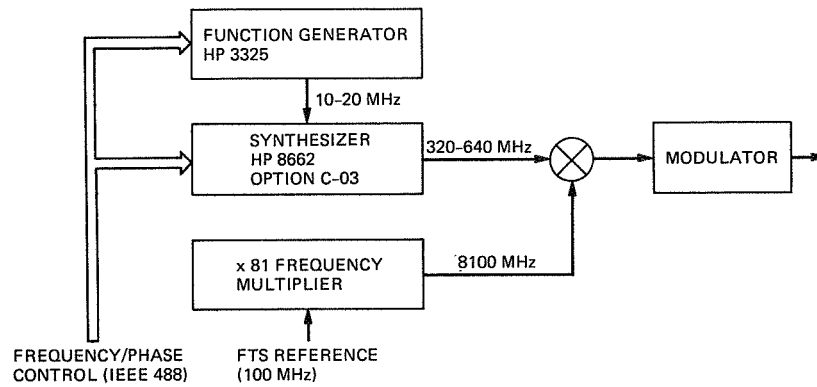 FUNCTION GENERATOR
HP 3325
10-20 MHz
SYNTHESIZER
HP 8662
OPTION C-03
320-640 MHz
MODULATOR
x 81 FREQUENCY
MULTIPLIER
8100 MHz
FREQUENCY/PHASE
CONTROL (IEEE 488)
FTS REFERENCE
(100 MHz)